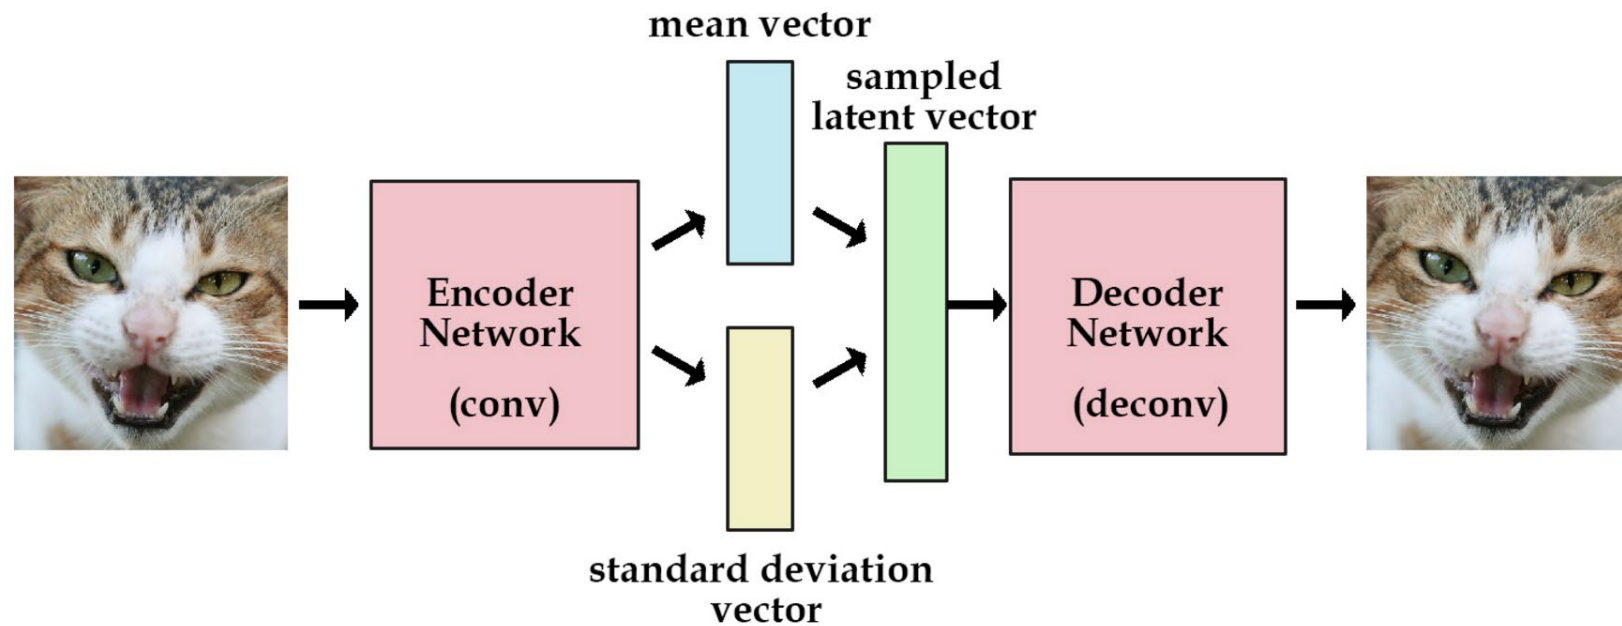 mean vector
sampled
latent vector
Encoder
Network
(conv)
Decoder
Network
(deconv)
standard deviation
vector